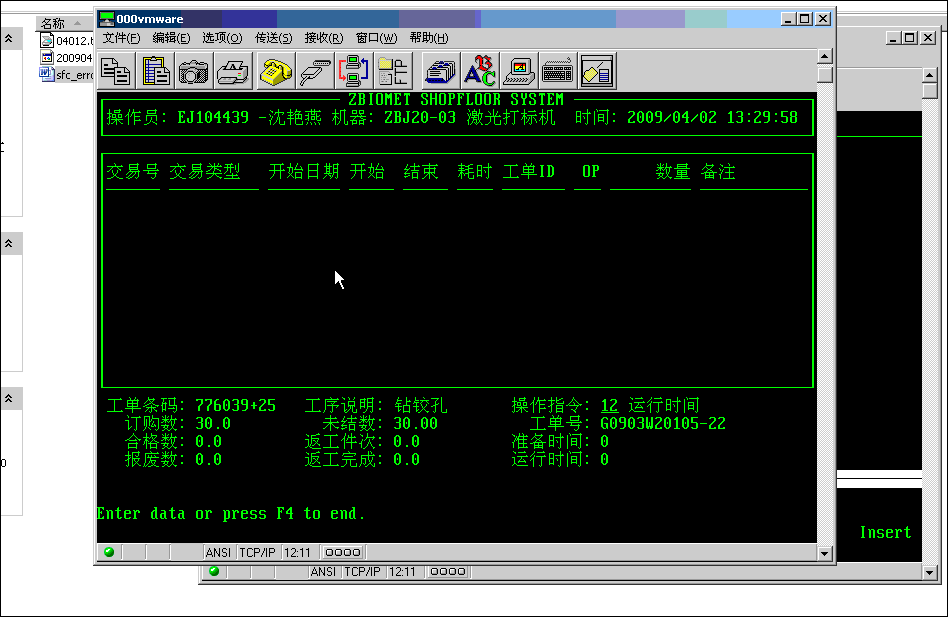 名称
04012.t
200904
sfc_erro
000vmware
文件(F) 编辑(E) 选项(O) 传送(S) 接收(R) 窗口(W) 帮助(H)
ZBIOMET SHOPFLOOR SYSTEM
操作员: EJ104439 -沈艳燕 机器: ZBJ20-03 激光打标机 时间: 2009/04/02 13:29:58
交易号 交易类型 开始日期 开始 结束 耗时 工单ID OP 数量 备注
工单条码: 776039+25 工序说明: 钻铰孔 操作指令: 12 运行时间
订购数: 30.0 未结数: 30.00 工单号: G0903W20105-22
合格数: 0.0 返工件次: 0.0 准备时间: 0
报废数: 0.0 返工完成: 0.0 运行时间: 0
Enter data or press F4 to end.
Insert
ANSI TCP/IP 12:11
ANSI TCP/IP 12:11